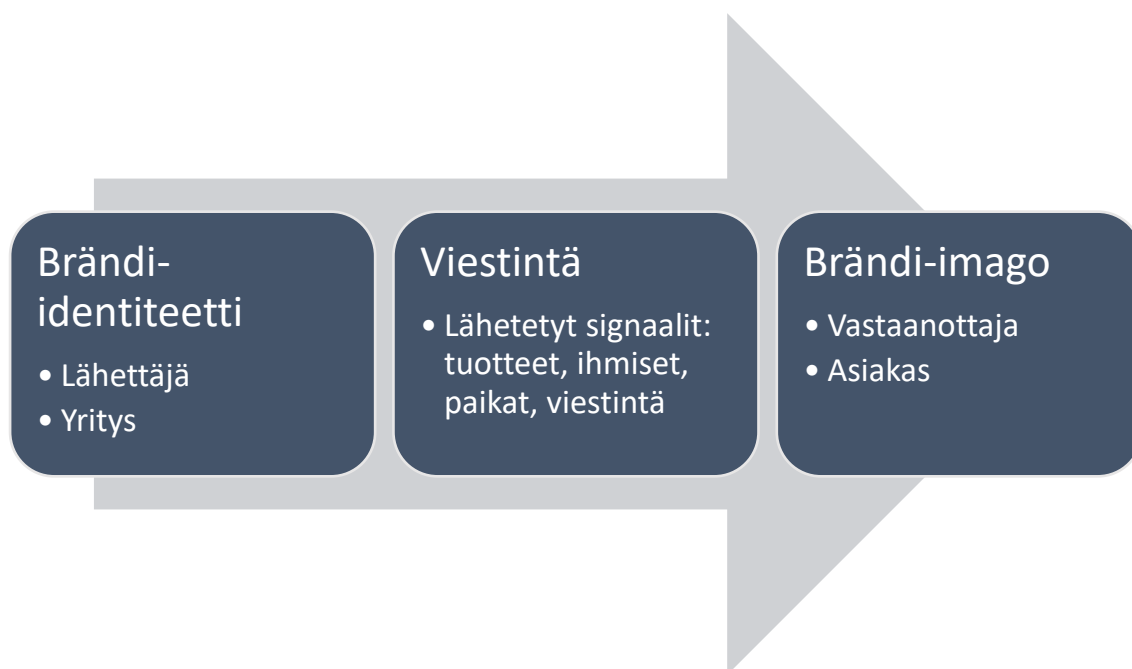 Brändi-
identiteetti
• Lähettäjä
• Yritys
Viestintä
• Lähetetyt signaalit:
tuotteet, ihmiset,
paikat, viestintä
Brändi-imago
• Vastaanottaja
• Asiakas